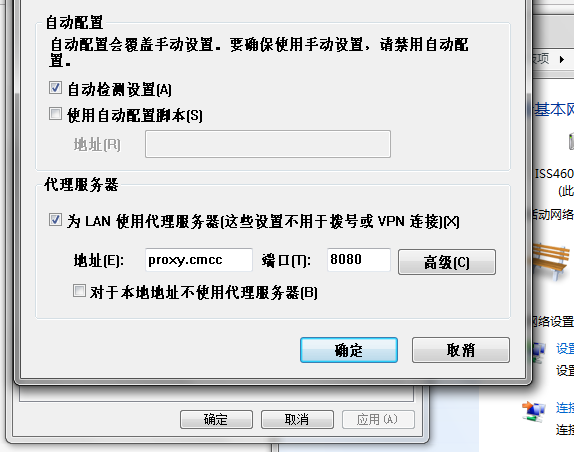 自动配置
自动配置会覆盖手动设置。要确保使用手动设置，请禁用自动配
置。
自动检测设置(A)
使用自动配置脚本(S)
地址(R)
代理服务器
为 LAN 使用代理服务器(这些设置不用于拨号或 VPN 连接)(X)
地址(E):
proxy.cmcc
端口(T):
8080
高级(C)
对于本地地址不使用代理服务器(B)
确定
取消
确定
取消
应用(A)
板项
基本网
ISS460
(此
活动网络
网络设置
设置
设置
连接
连接